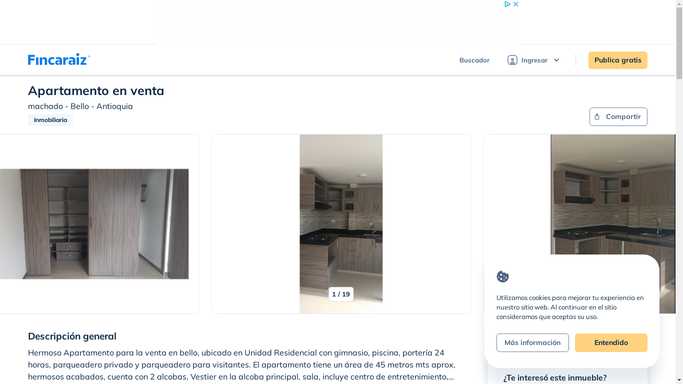 Fincaraiz
Buscador
Ingresar
Publica gratis
Apartamento en venta
machado - Bello - Antioquia
Inmobiliaria
Compartir
1 / 19
Descripción general
Hermoso Apartamento para la venta en bello, ubicado en Unidad Residencial con gimnasio, piscina, portería 24
horas, parqueadero privado y parqueadero para visitantes. El apartamento tiene un área de 45 metros mts aprox.
hermosos acabados, cuenta con 2 alcobas, Vestier en la alcoba principal, sala, incluye centro de entretenimiento,...
Utilizamos cookies para mejorar tu experiencia en
nuestro sitio web. Al continuar en el sitio
consideramos que aceptas su uso.
Más información
Entendido
¿Te interesó este inmueble?